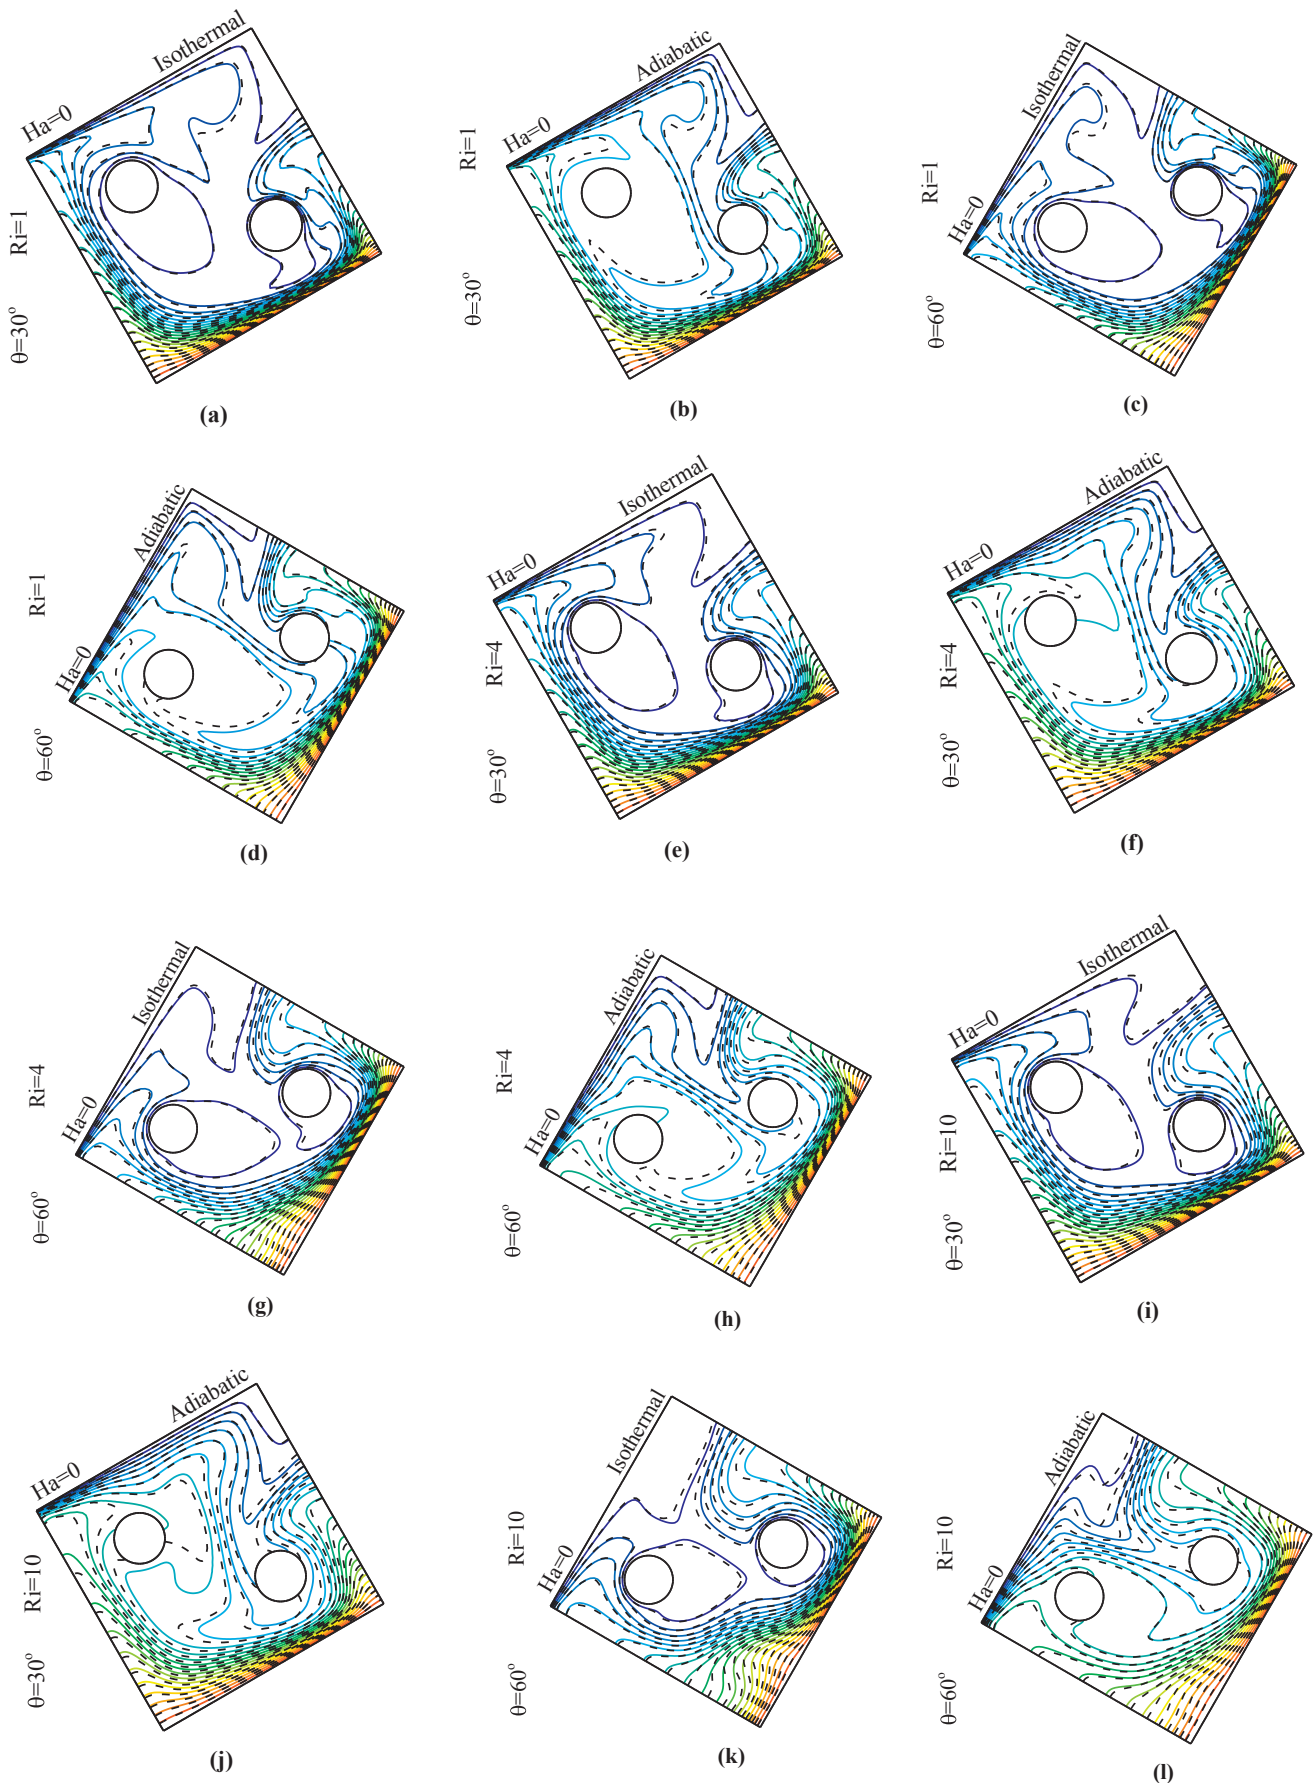 Isothermal
Ha=0
Ri=1
θ=30°
(a)
Adiabatic
Ha=0
Ri=1
θ=30°
(b)
Isothermal
Ha=0
Ri=1
θ=60°
(c)
Adiabatic
Ha=0
Ri=1
θ=60°
(d)
Isothermal
Ha=0
Ri=4
θ=30°
(e)
Adiabatic
Ha=0
Ri=4
θ=30°
(f)
Isothermal
Ha=0
Ri=4
θ=60°
(g)
Adiabatic
Ha=0
Ri=4
θ=60°
(h)
Isothermal
Ha=0
Ri=10
θ=30°
(i)
Adiabatic
Ha=0
Ri=10
θ=30°
(j)
Isothermal
Ha=0
Ri=10
θ=60°
(k)
Adiabatic
Ha=0
Ri=10
θ=60°
(l)